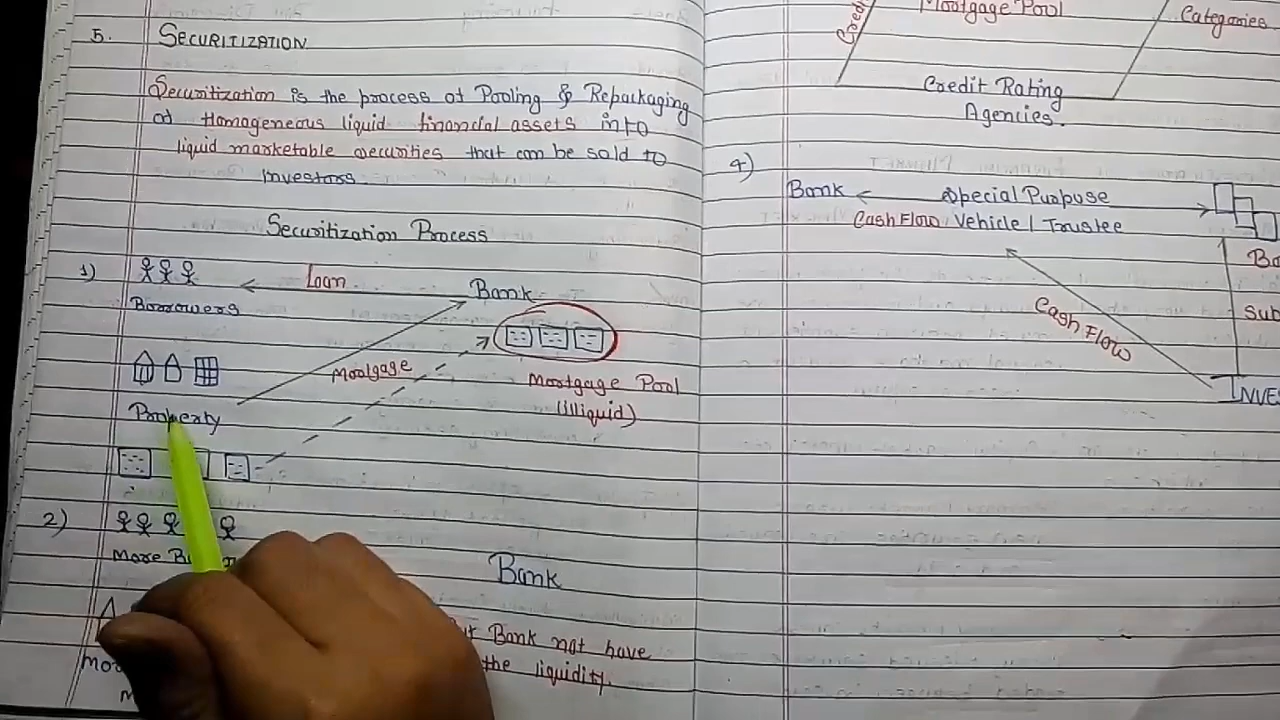 5. SECURITIZATION
Securitization is the process of Pooling & Repackaging
of Homogeneous liquid financial assets into
liquid marketable securities that can be sold to
investors.
Securitization Process
1)
Loan
Bank
Borrowers
Mortgage
Mortgage Pool
(illiquid)
Property
2)
More
Bank
Bank not have
the liquidity.
Mortgage Pool
Categories
Credit Rating
Agencies.
4)
Bank
Special Purpose
Cash Flow Vehicle / Trustee
Cash Flow